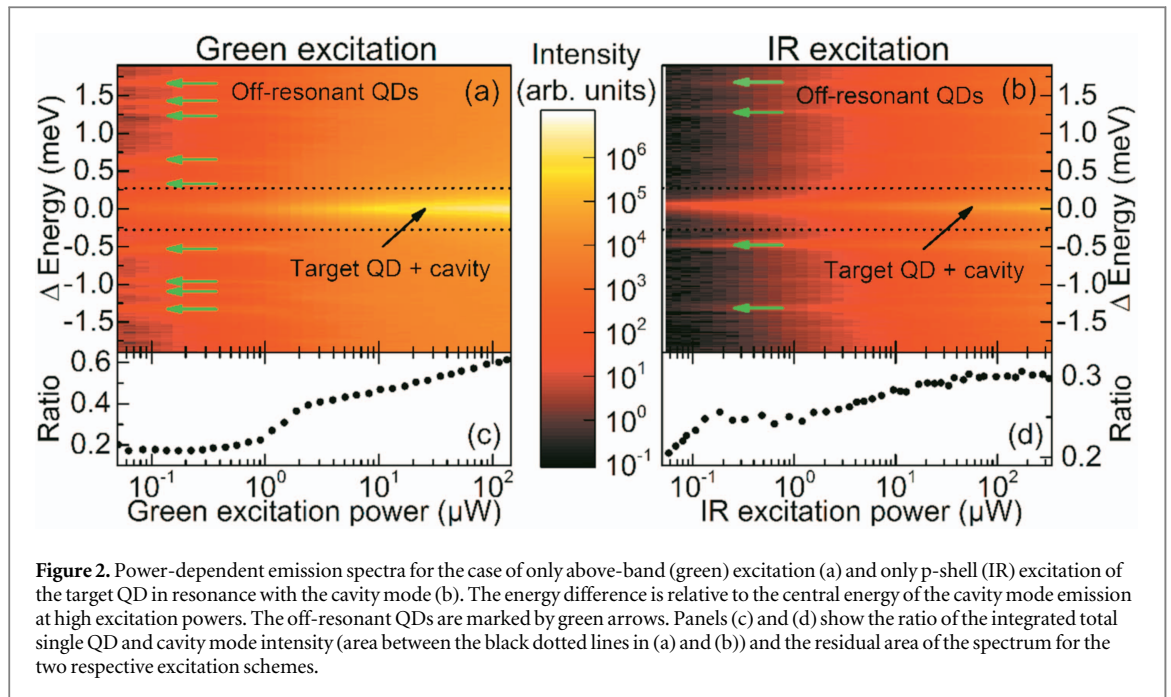 Green excitation
Intensity
(arb. units)
IR excitation
Off-resonant QDs
(a)
Off-resonant QDs
(b)
Δ Energy (meV)
1.5
1.0
0.5
0.0
-0.5
-1.0
-1.5
Target QD + cavity
10^6
10^5
10^4
10^3
10^2
10^1
10^0
10^-1
Target QD + cavity
1.5
1.0
0.5
0.0
-0.5
-1.0
-1.5
Δ Energy (meV)
Ratio
0.6
0.4
0.2
(c)
(d)
0.3
0.2
Ratio
10^-1 10^0 10^1 10^2
Green excitation power (µW)
10^-1 10^0 10^1 10^2
IR excitation power (µW)
Figure 2. Power-dependent emission spectra for the case of only above-band (green) excitation (a) and only p-shell (IR) excitation of
the target QD in resonance with the cavity mode (b). The energy difference is relative to the central energy of the cavity mode emission
at high excitation powers. The off-resonant QDs are marked by green arrows. Panels (c) and (d) show the ratio of the integrated total
single QD and cavity mode intensity (area between the black dotted lines in (a) and (b)) and the residual area of the spectrum for the
two respective excitation schemes.